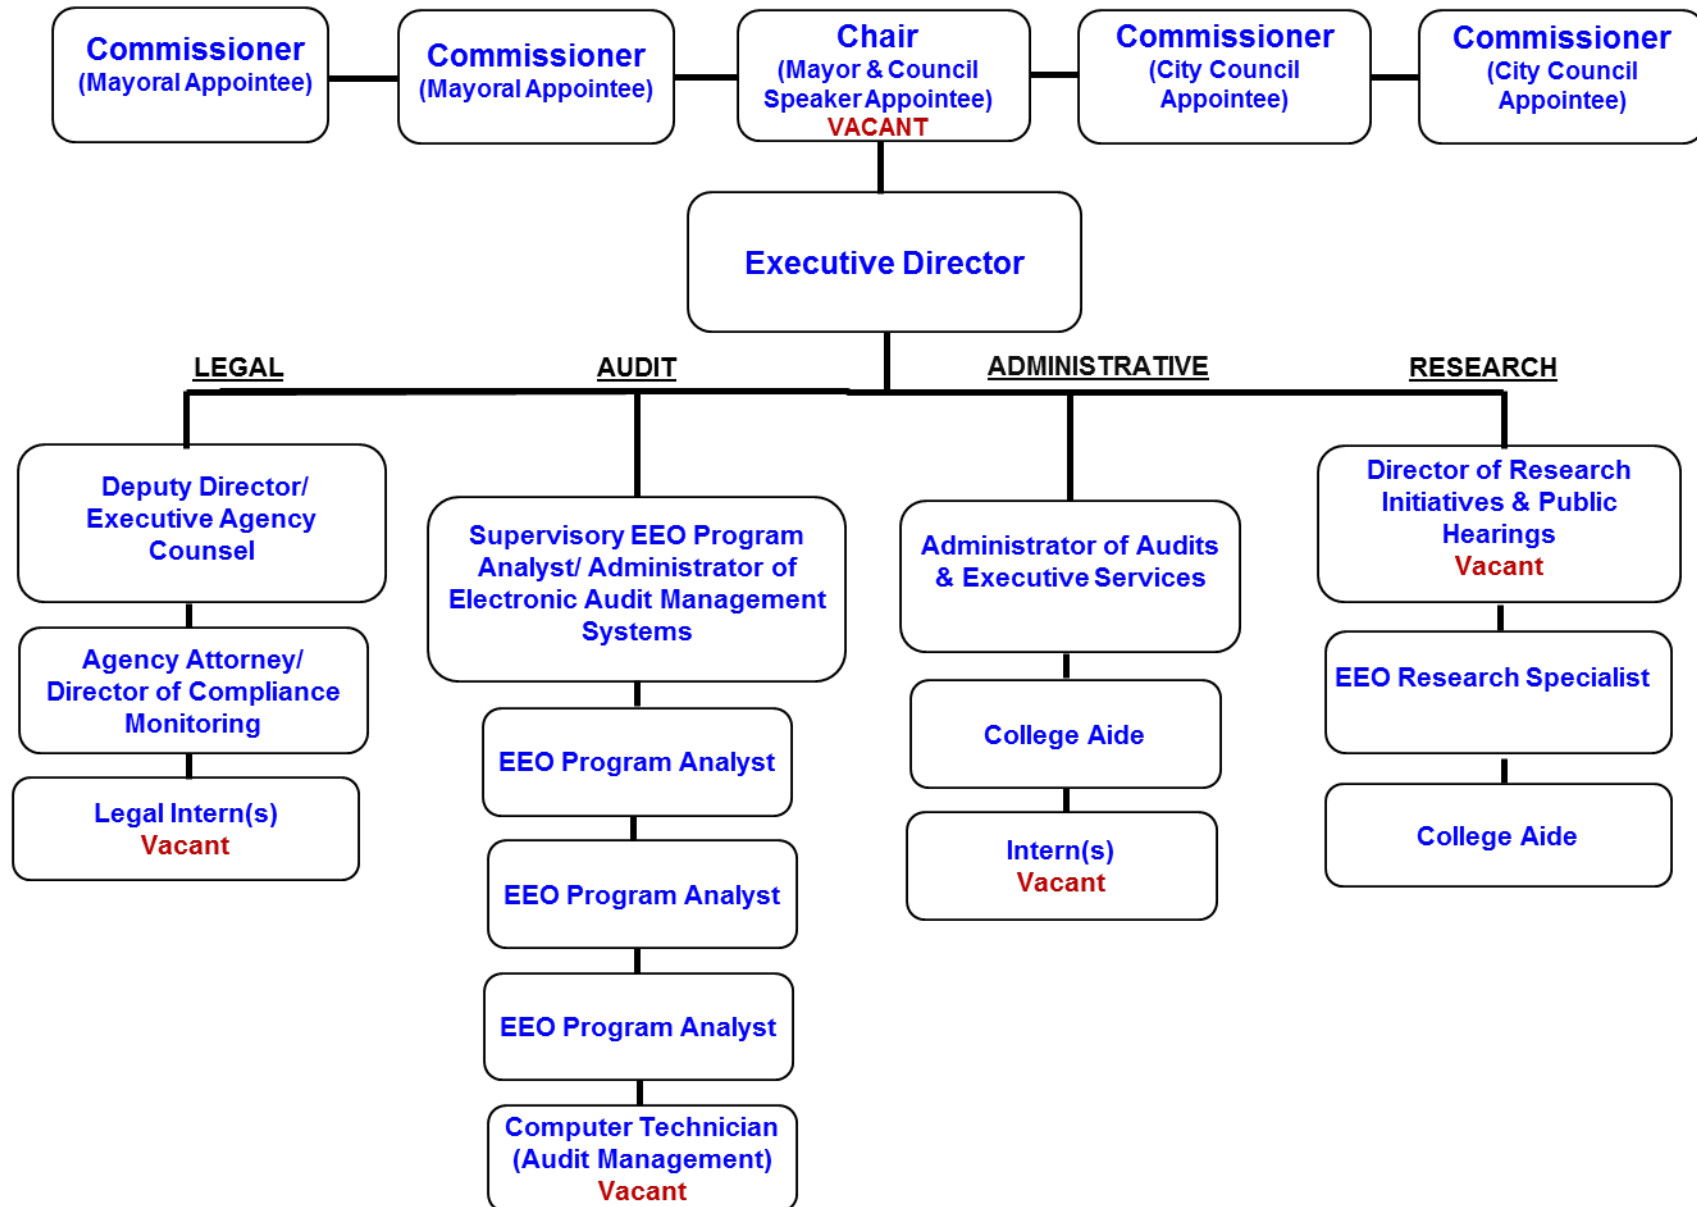 Commissioner
(Mayoral Appointee)
Commissioner
(Mayoral Appointee)
Chair
(Mayor & Council
Speaker Appointee)
VACANT
Commissioner
(City Council
Appointee)
Commissioner
(City Council
Appointee)
Executive Director
LEGAL
AUDIT
ADMINISTRATIVE
RESEARCH
Deputy Director/
Executive Agency
Counsel
Agency Attorney/
Director of Compliance
Monitoring
Legal Intern(s)
Vacant
Supervisory EEO Program
Analyst/ Administrator of
Electronic Audit Management
Systems
EEO Program Analyst
EEO Program Analyst
EEO Program Analyst
Computer Technician
(Audit Management)
Vacant
Administrator of Audits
& Executive Services
College Aide
Intern(s)
Vacant
Director of Research
Initiatives & Public
Hearings
Vacant
EEO Research Specialist
College Aide